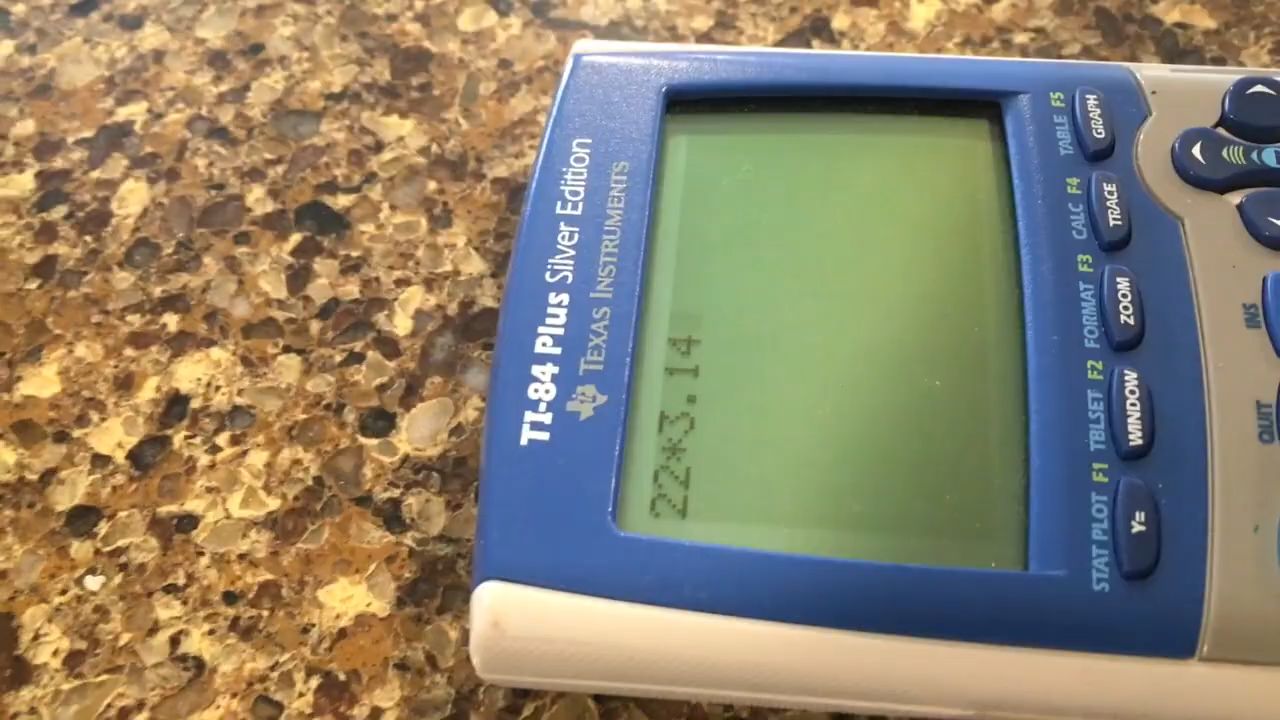 TI-84 Plus Silver Edition
TEXAS INSTRUMENTS
22*3.14
STAT PLOT F1 TBLSET F2 FORMAT F3 CALC F4 TABLE F5
Y= WINDOW ZOOM TRACE GRAPH
QUIT INS